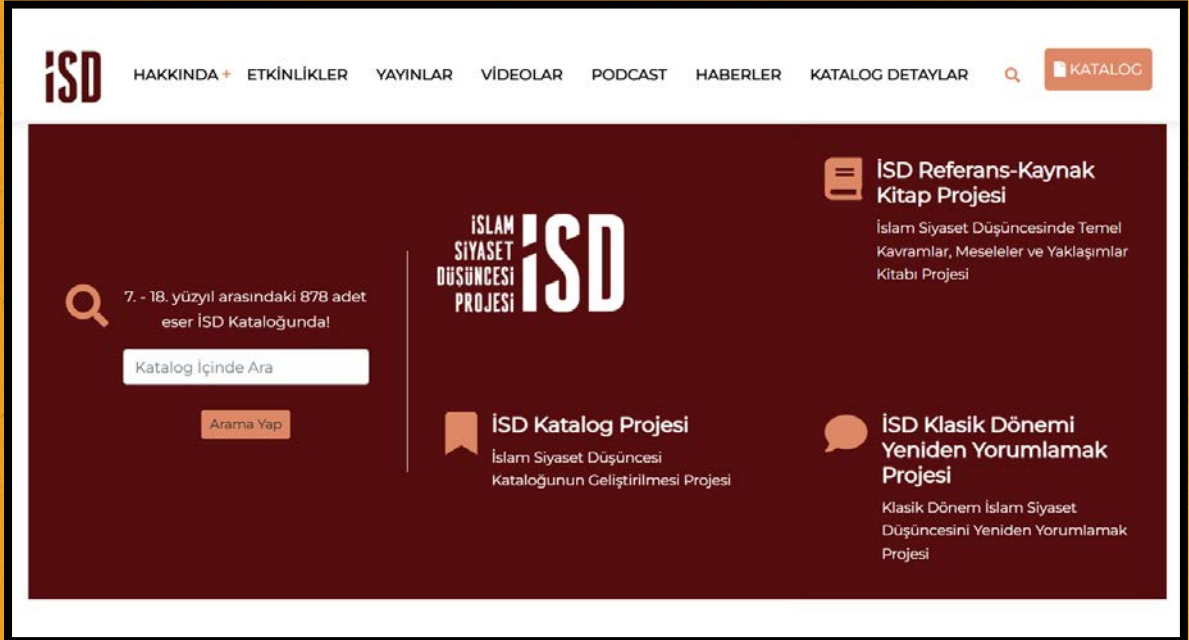 İSD
HAKKINDA + ETKİNLİKLER YAYINLAR VİDEOLAR PODCAST HABERLER KATALOG DETAYLAR KATALOG
7. - 18. yüzyıl arasındaki 878 adet
eser İSD Kataloğunda!
Katalog İçinde Ara
Arama Yap
İSLAM
SİYASET
DÜŞÜNCESİ
PROJESİ
İSD
İSD Referans-Kaynak
Kitap Projesi
İslam Siyaset Düşüncesinde Temel
Kavramlar, Meseleler ve Yaklaşımlar
Kitabı Projesi
İSD Katalog Projesi
İslam Siyaset Düşüncesi
Kataloğunun Geliştirilmesi Projesi
İSD Klasik Dönemi
Yeniden Yorumlamak
Projesi
Klasik Dönem İslam Siyaset
Düşüncesini Yeniden Yorumlamak
Projesi